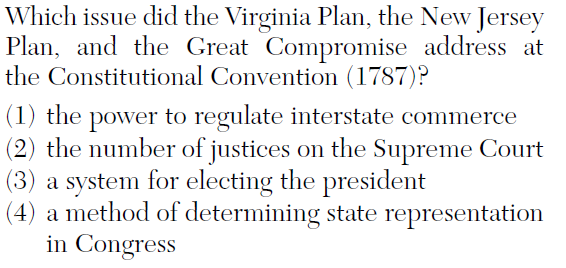 Which issue did the Virginia Plan, the New Jersey
Plan, and the Great Compromise address at
the Constitutional Convention (1787)?
(1) the power to regulate interstate commerce
(2) the number of justices on the Supreme Court
(3) a system for electing the president
(4) a method of determining state representation
in Congress